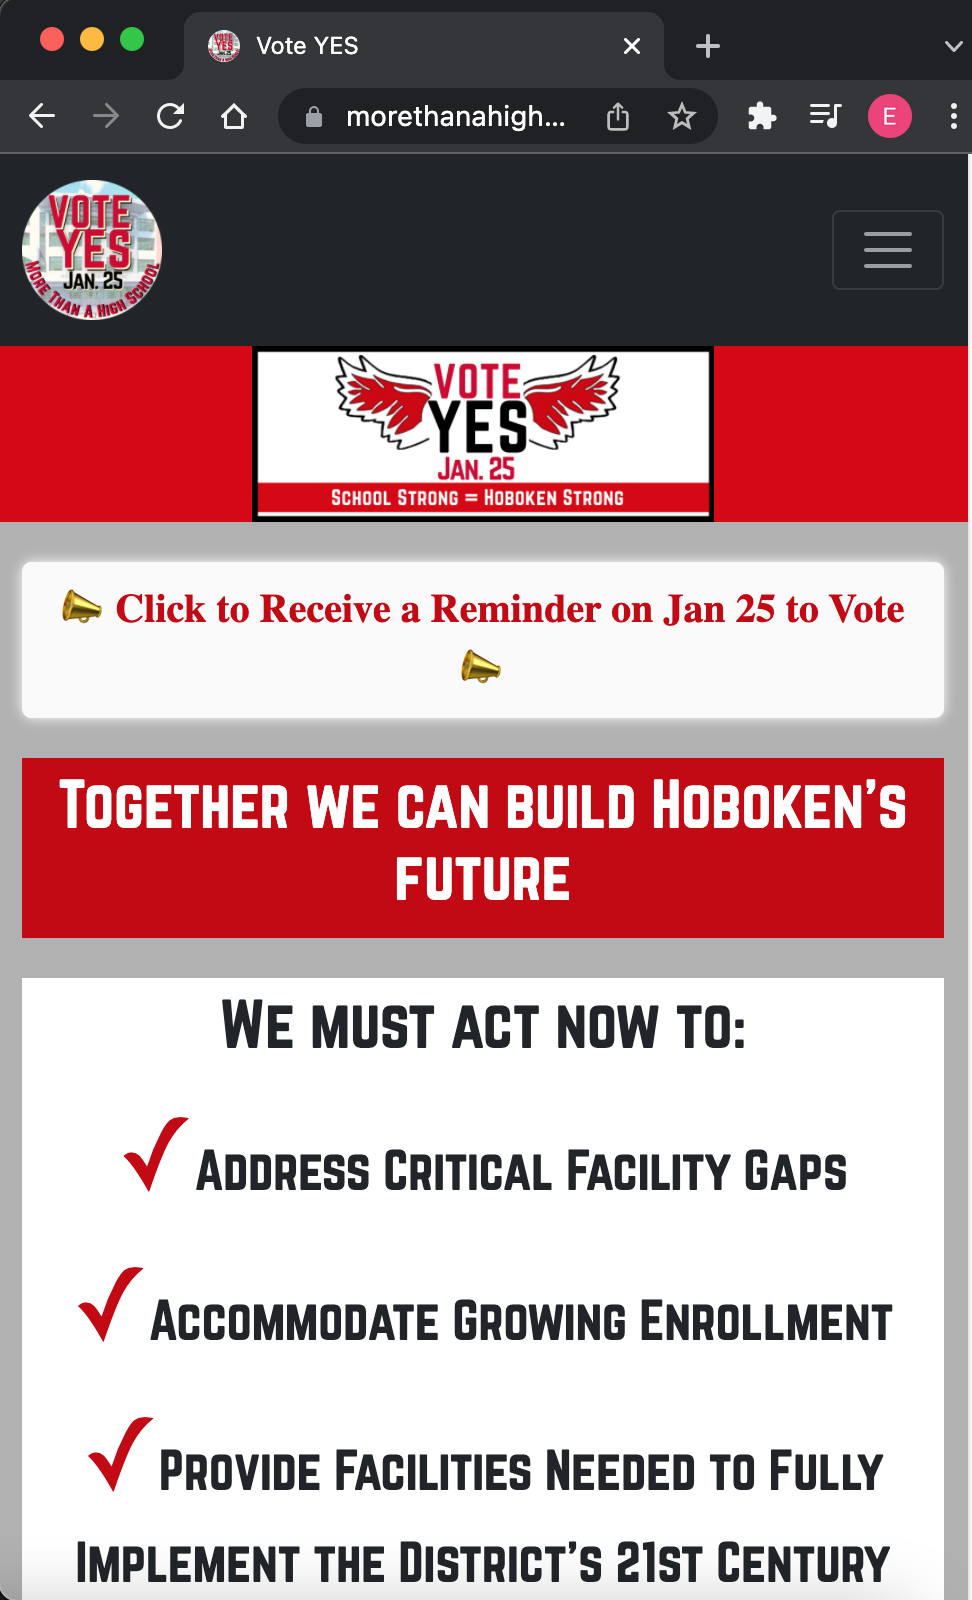 Vote YES
morethanahigh...
E
VOTE
YES
JAN. 25
MORE THAN A HIGH SCHOOL
VOTE
YES
JAN. 25
SCHOOL STRONG = HOBOKEN STRONG
📣 Click to Receive a Reminder on Jan 25 to Vote
📣
TOGETHER WE CAN BUILD HOBOKEN'S
FUTURE
WE MUST ACT NOW TO:
✓ ADDRESS CRITICAL FACILITY GAPS
✓ ACCOMMODATE GROWING ENROLLMENT
✓ PROVIDE FACILITIES NEEDED TO FULLY
IMPLEMENT THE DISTRICT'S 21ST CENTURY